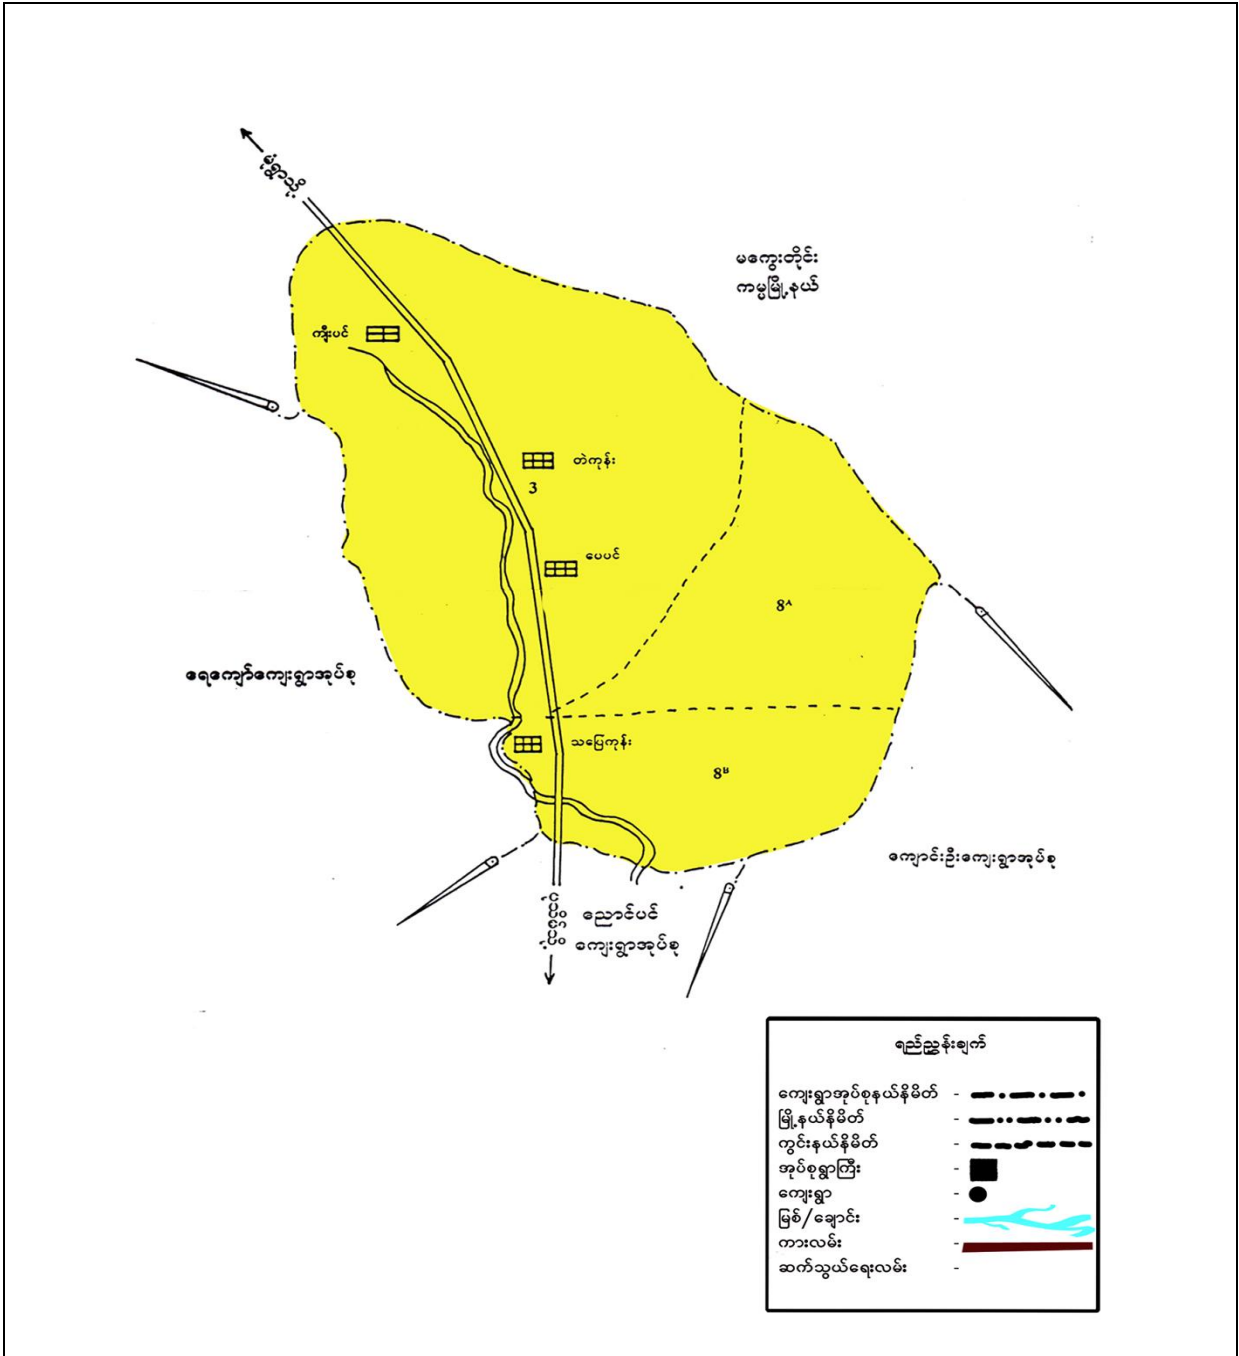 မုံရွာသို့
မကွေးတိုင်း
ကမ္မမြို့နယ်
ကျီးပင်
တဲကုန်း
3
ပေပင်
8ᴬ
ရေကျော်ကျေးရွာအုပ်စု
သပြေကုန်း
8ᴮ
ကျောင်းဦးကျေးရွာအုပ်စု
ညောင်ပင်
ကျေးရွာအုပ်စု
ရည်ညွှန်းချက်
ကျေးရွာအုပ်စုနယ်နိမိတ် -
မြို့နယ်နိမိတ် -
ကွင်းနယ်နိမိတ် -
အုပ်စုရွာကြီး -
ကျေးရွာ -
မြစ်/ချောင်း -
ကားလမ်း -
ဆက်သွယ်ရေးလမ်း -